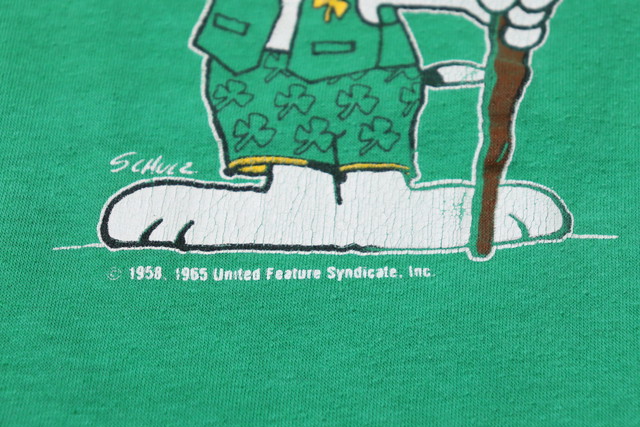 SCHULZ
© 1958, 1965 United Feature Syndicate, Inc.